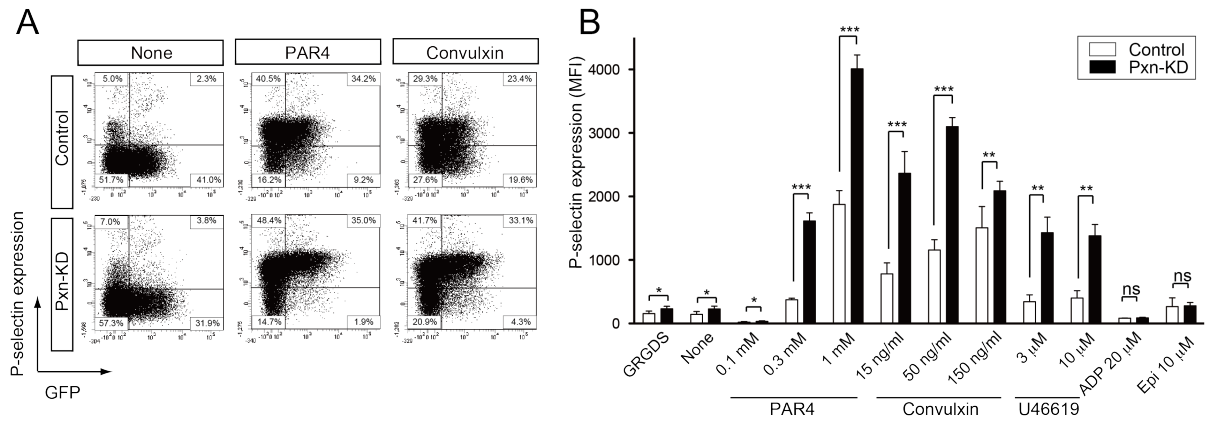 A
None
PAR4
Convulxin
Control
5.0%
2.3%
51.7%
41.0%
40.5%
34.2%
16.2%
9.2%
29.3%
23.4%
27.6%
19.6%
Pxn-KD
7.0%
3.8%
57.3%
31.9%
48.4%
35.0%
14.7%
1.9%
41.7%
33.1%
20.9%
4.3%
P-selectin expression
GFP
B
Control
Pxn-KD
P-selectin expression (MFI)
4000
3000
2000
1000
0
*
*
*
***
***
***
***
**
**
**
ns
ns
GRGDS
None
0.1 mM
0.3 mM
1 mM
15 ng/ml
50 ng/ml
150 ng/ml
3 μM
10 μM
ADP 20 μM
Epi 10 μM
PAR4
Convulxin
U46619